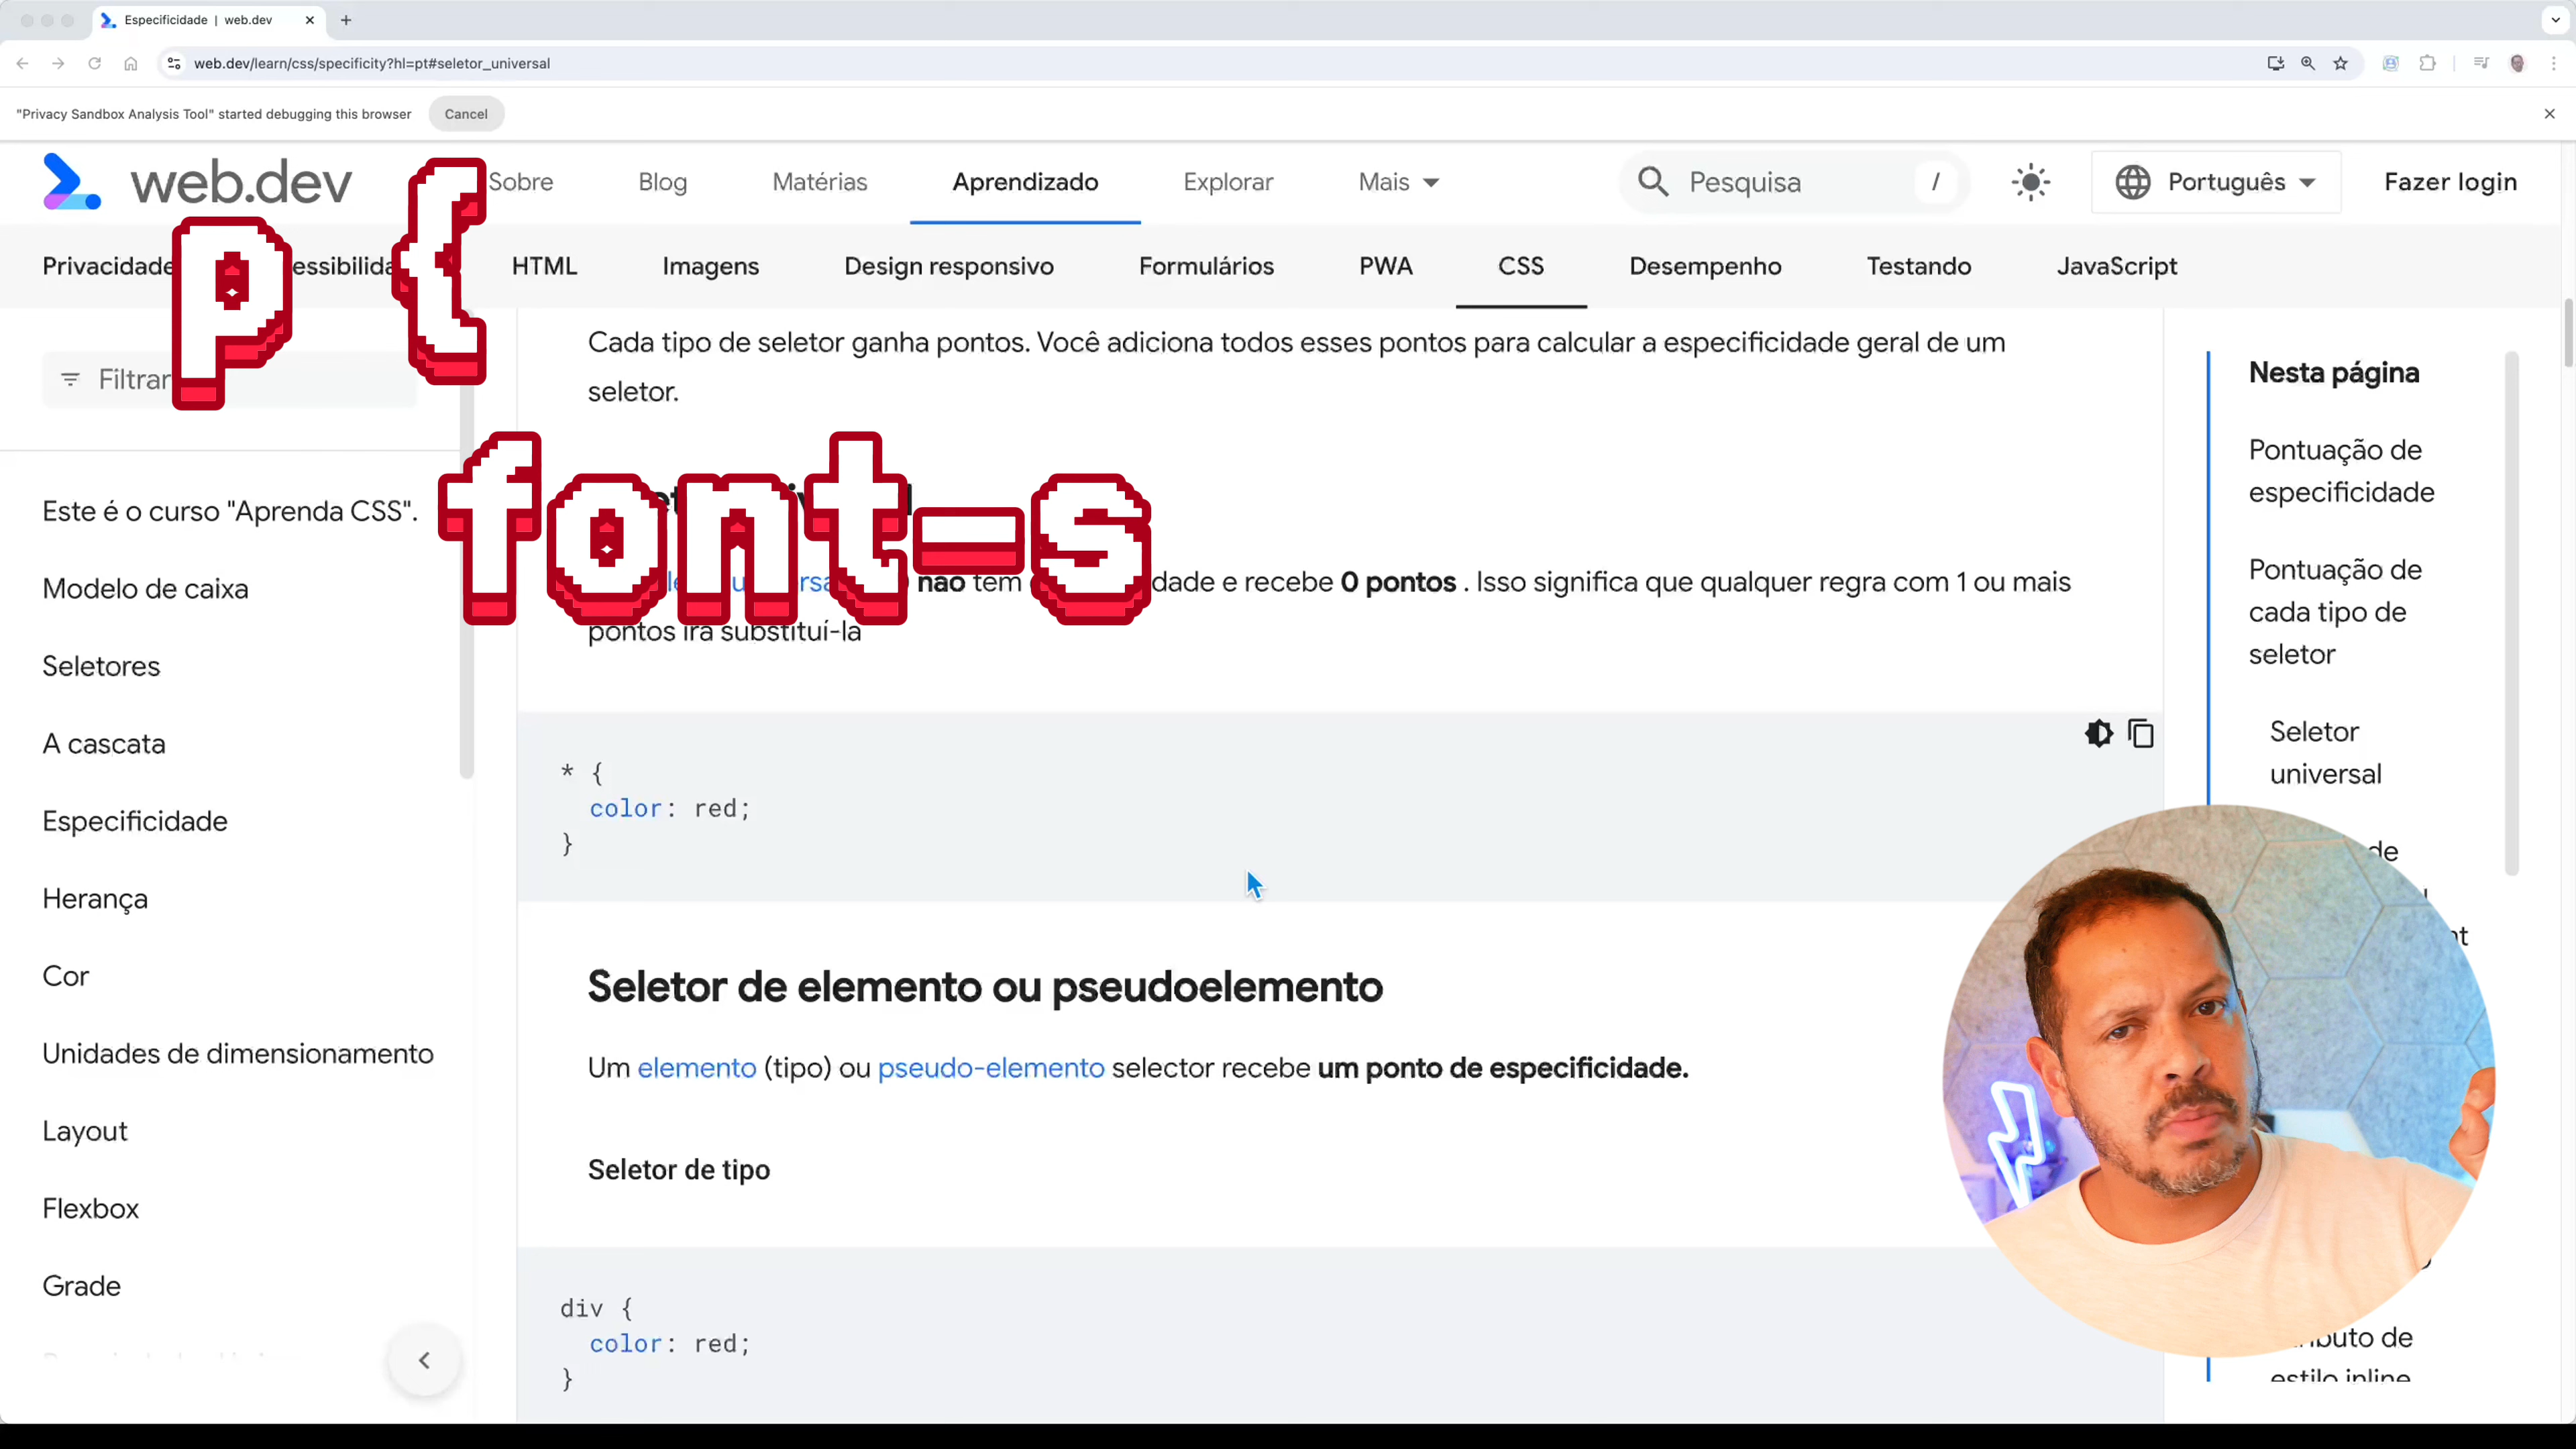 Especificidade | web.dev
web.dev/learn/css/specificity?hl=pt#seletor_universal
"Privacy Sandbox Analysis Tool" started debugging this browser
Cancel
web.dev
Sobre
Blog
Matérias
Aprendizado
Explorar
Mais
Pesquisa
/
Português
Fazer login
Privacidade
HTML
Imagens
Design responsivo
Formulários
PWA
CSS
Desempenho
Testando
JavaScript
p {
font-s
Filtrar
Este é o curso "Aprenda CSS".
Modelo de caixa
Seletores
A cascata
Especificidade
Herança
Cor
Unidades de dimensionamento
Layout
Flexbox
Grade
Cada tipo de seletor ganha pontos. Você adiciona todos esses pontos para calcular a especificidade geral de um
seletor.
não tem dade e recebe 0 pontos . Isso significa que qualquer regra com 1 ou mais
pontos irá substituí-la
* {
color: red;
}
Seletor de elemento ou pseudoelemento
Um elemento (tipo) ou pseudo-elemento selector recebe um ponto de especificidade.
Seletor de tipo
div {
color: red;
}
Nesta página
Pontuação de
especificidade
Pontuação de
cada tipo de
seletor
Seletor
universal
de
estilo inline